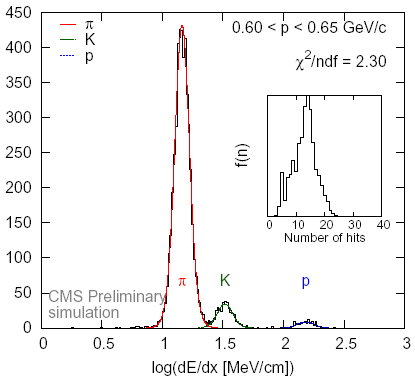 450
400
350
300
250
200
150
100
50
0
π
K
p
0.60 < p < 0.65 GeV/c
χ²/ndf = 2.30
f(n)
0 10 20 30 40
Number of hits
π K p
CMS Preliminary
simulation
0 0.5 1 1.5 2 2.5 3
log(dE/dx [MeV/cm])